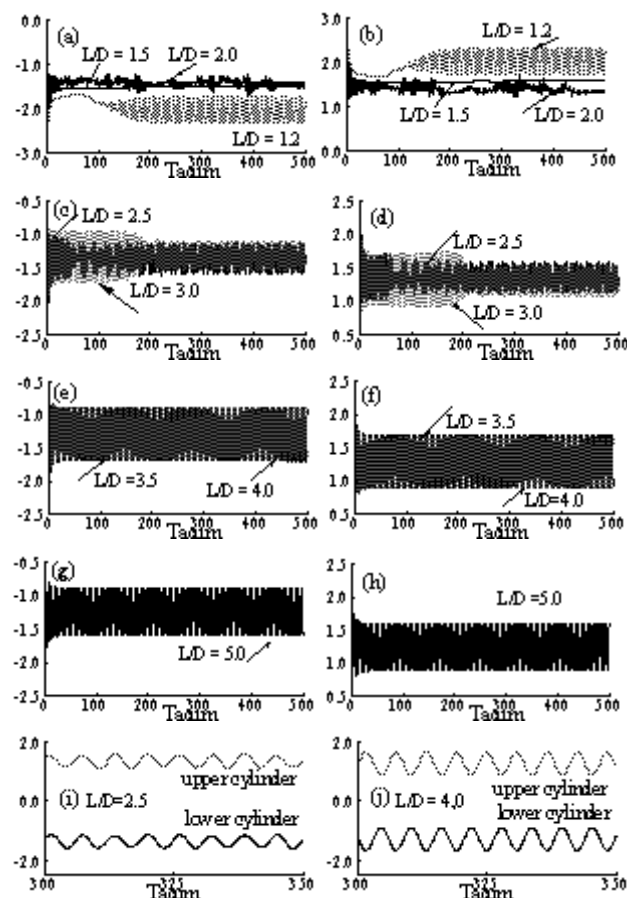 (a)
0.0
-1.0
-2.0
-3.0
L/D = 1.5
L/D = 2.0
L/D = 1.2
0
100
200
300
400
500
Tadim
(b)
3.0
2.0
1.0
0.0
L/D = 1.2
L/D = 1.5
L/D = 2.0
0
100
200
300
400
500
Tadim
(c)
-0.5
-1.0
-1.5
-2.0
-2.5
L/D = 2.5
L/D = 3.0
0
100
200
300
400
500
Tadim
(d)
2.5
2.0
1.5
1.0
0.5
L/D = 2.5
L/D = 3.0
0
100
200
300
400
500
Tadim
(e)
-0.5
-1.0
-1.5
-2.0
-2.5
L/D = 3.5
L/D = 4.0
0
100
200
300
400
500
Tadim
(f)
2.5
2.0
1.5
1.0
0.5
L/D = 3.5
L/D=4.0
0
100
200
300
400
500
Tadim
(g)
-0.5
-1.0
-1.5
-2.0
-2.5
L/D = 5.0
0
100
200
300
400
500
Tadim
(h)
2.5
2.0
1.5
1.0
0.5
L/D =5.0
0
100
200
300
400
500
Tadim
2.0
0.0
-2.0
upper cylinder
(i) L/D=2.5
lower cylinder
300
325
350
Tadim
2.0
0.0
-2.0
(j) L/D = 4.0
upper cylinder
lower cylinder
300
325
350
Tadim